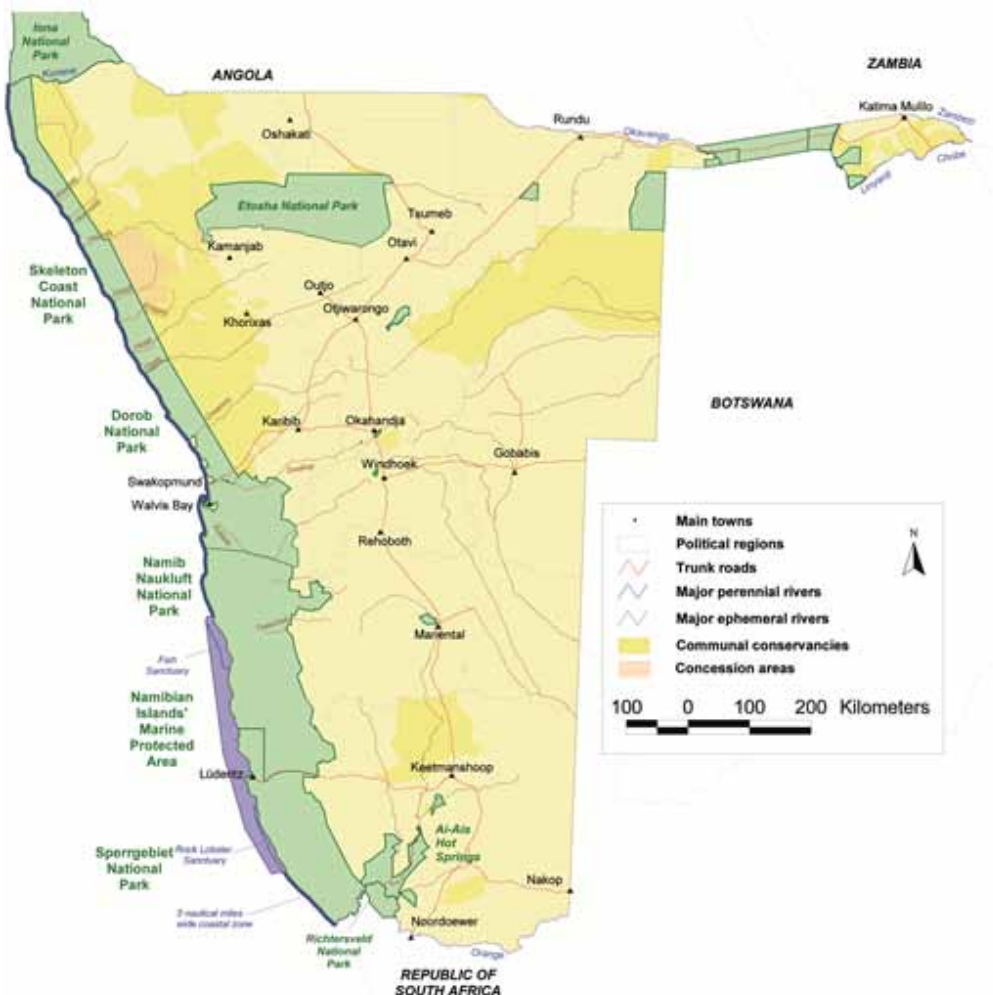 Iona
National
Park
Kunene
ANGOLA
ZAMBIA
Katima Mulilo
Zambezi
Rundu
Okavango
Chobe
Linyanti
Oshakati
Etosha National Park
Tsumeb
Otavi
Kamanjab
Skeleton
Coast
National
Park
Outjo
Otjiwarongo
Khorixas
BOTSWANA
Dorob
National
Park
Karibib
Okahandja
Gobabis
Windhoek
Swakopmund
Walvis Bay
Rehoboth
Namib
Naukluft
National
Park
Mariental
Fish
Sanctuary
Namibian
Islands'
Marine
Protected
Area
Lüderitz
Keetmanshoop
Ai-Ais
Hot
Springs
Sperrgebiet
National
Park
Rock Lobster
Sanctuary
Nakop
3 nautical miles
wide coastal zone
Noordoewer
Richtersveld
National
Park
Orange
REPUBLIC OF
SOUTH AFRICA
N
Main towns
Political regions
Trunk roads
Major perennial rivers
Major ephemeral rivers
Communal conservancies
Concession areas
100 0 100 200 Kilometers